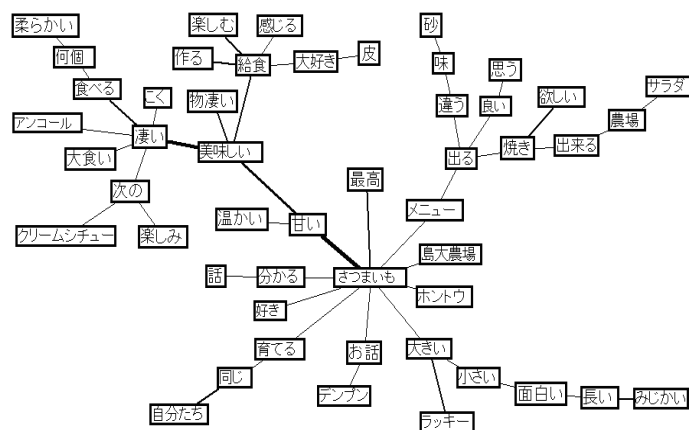 柔らかい
楽しむ
感じる
砂
何個
作る
給食
大好き
皮
味
思う
サラダ
食べる
物凄い
違う
良い
欲しい
農場
こく
アンコール
凄い
美味しい
大食い
出る
焼き
出来る
最高
次の
メニュー
温かい
甘い
クリームシチュー
楽しみ
島大農場
話
分かる
さつまいも
ホントウ
好き
育てる
お話
大きい
同じ
小さい
デンプン
面白い
長い
みじかい
自分たち
ラッキー